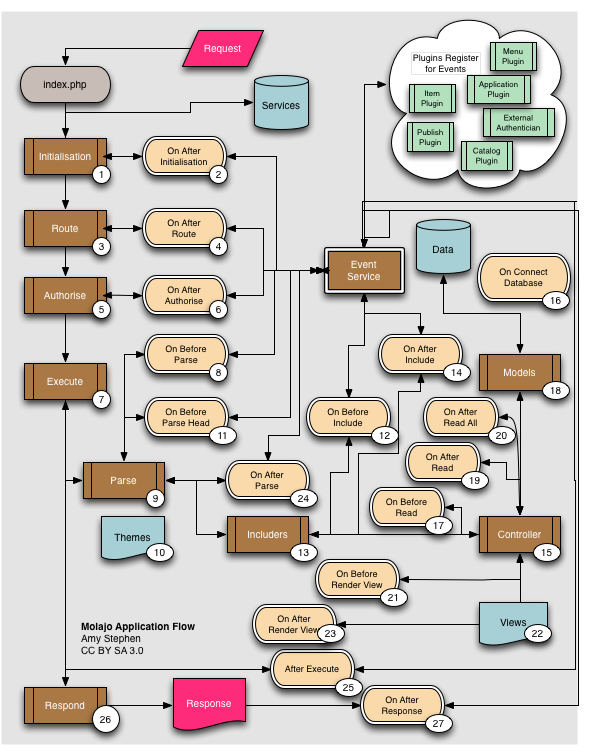 Request
Plugins Register
for Events
Menu
Plugin
index.php
Application
Plugin
Item
Plugin
Services
External
Authentician
Publish
Plugin
Catalog
Plugin
Initialisation
1
On After
Initialisation
2
Route
3
On After
Route
4
Event
Service
Data
On Connect
Database
16
Authorise
5
On After
Authorise
6
On Before
Parse
8
On After
Include
14
Models
18
Execute
7
On Before
Parse Head
11
On Before
Include
12
On After
Read All
20
On After
Read
19
Parse
9
On After
Parse
24
On Before
Read
17
Themes
10
Includers
13
Controller
15
On Before
Render View
21
On After
Render View
23
Views
22
Molajo Application Flow
Amy Stephen
CC BY SA 3.0
After Execute
25
Respond
26
Response
On After
Response
27